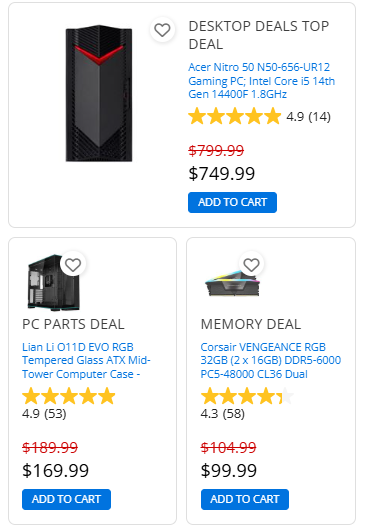 DESKTOP DEALS TOP
DEAL
Acer Nitro 50 N50-656-UR12
Gaming PC; Intel Core i5 14th
Gen 14400F 1.8GHz
4.9 (14)
$799.99
$749.99
ADD TO CART
PC PARTS DEAL
Lian Li O11D EVO RGB
Tempered Glass ATX Mid-
Tower Computer Case -
4.9 (53)
$189.99
$169.99
ADD TO CART
MEMORY DEAL
Corsair VENGEANCE RGB
32GB (2 x 16GB) DDR5-6000
PC5-48000 CL36 Dual
4.3 (58)
$104.99
$99.99
ADD TO CART